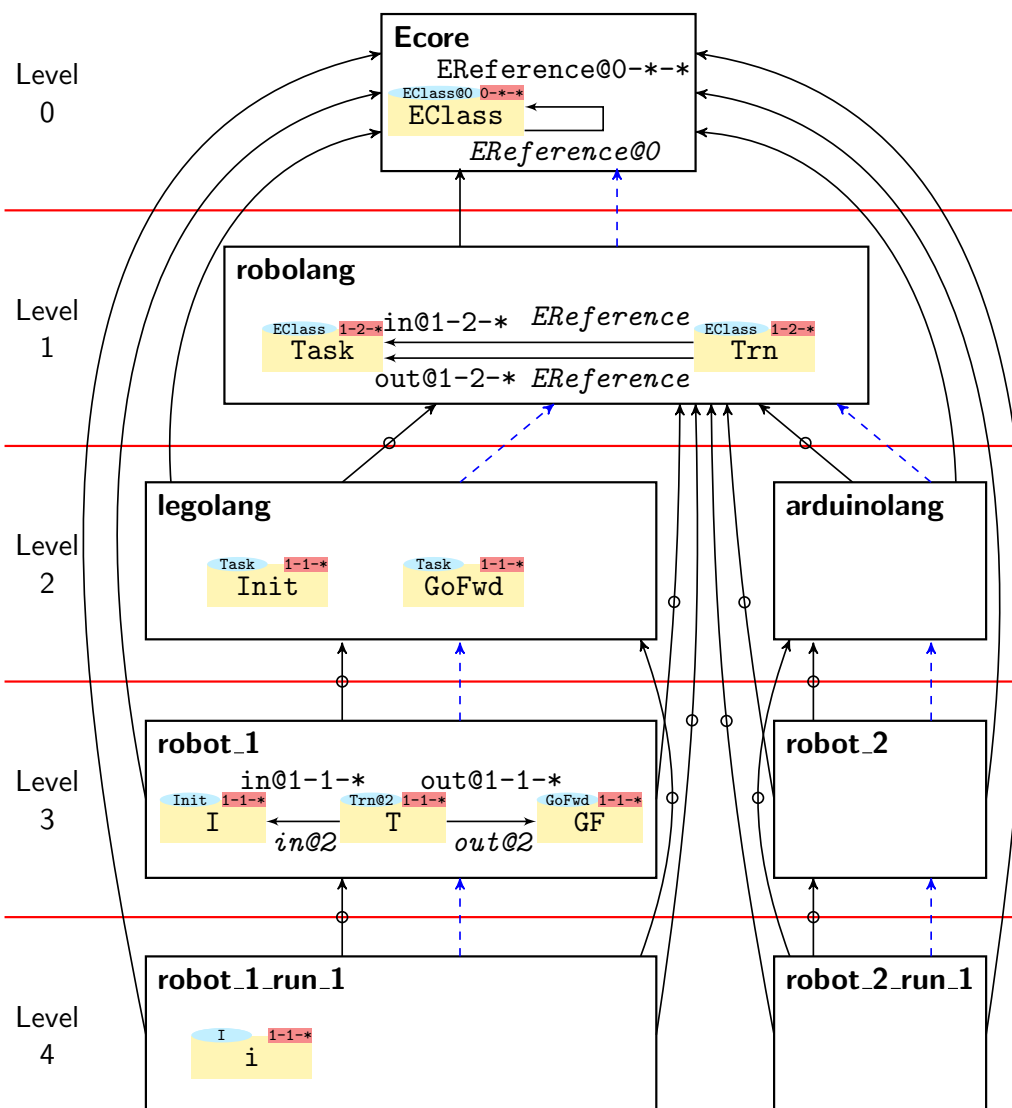 Ecore
Level
0
EReference@0-*-*
EClass@0 0-*-*
EClass
EReference@0
robolang
Level
1
in@1-2-* EReference
EClass 1-2-*
EClass 1-2-*
Task
Trn
out@1-2-* EReference
legolang
arduinolang
Level
2
Task 1-1-*
Task 1-1-*
Init
GoFwd
robot_1
robot_2
Level
3
in@1-1-* out@1-1-*
Init 1-1-*
Trn@2 1-1-*
GoFwd 1-1-*
I
T
GF
in@2
out@2
robot_1_run_1
robot_2_run_1
Level
4
I 1-1-*
i